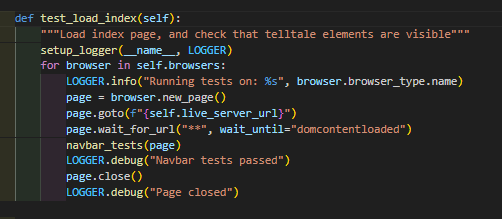 def test_load_index(self):
"""Load index page, and check that telltale elements are visible"""
setup_logger(__name__, LOGGER)
for browser in self.browsers:
LOGGER.info("Running tests on: %s", browser.browser_type.name)
page = browser.new_page()
page.goto(f"{self.live_server_url}")
page.wait_for_url("**", wait_until="domcontentloaded")
navbar_tests(page)
LOGGER.debug("Navbar tests passed")
page.close()
LOGGER.debug("Page closed")